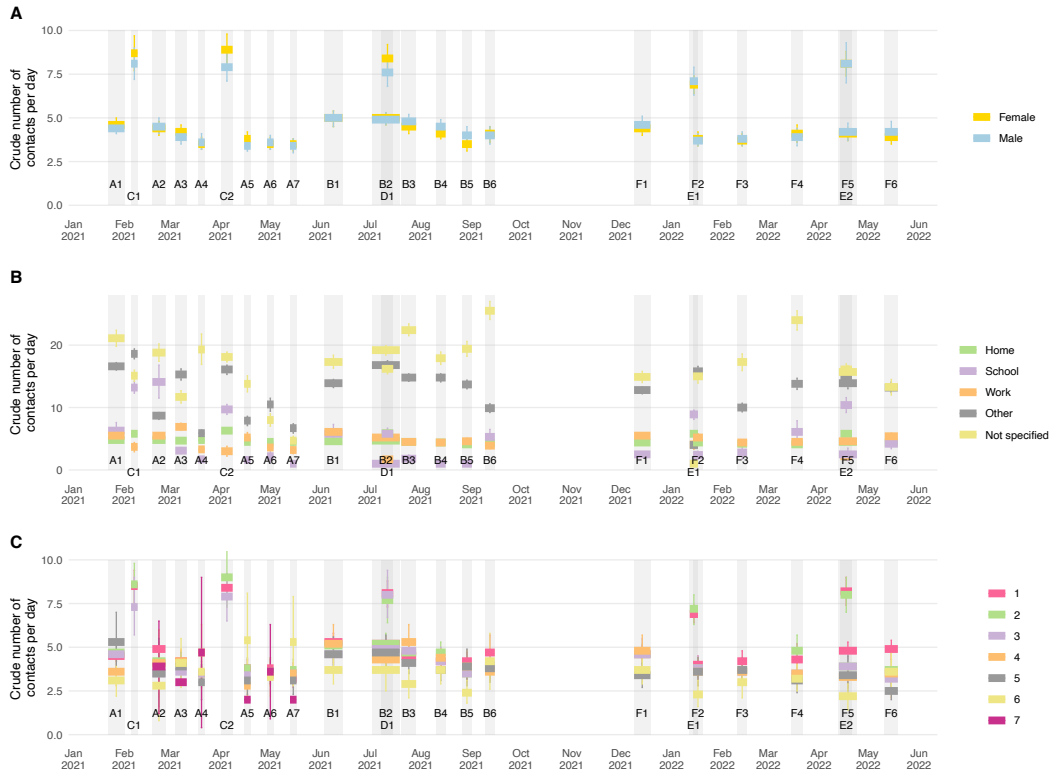 A
Crude number of
contacts per day
10.0
7.5
5.0
2.5
0.0
A1 A2 A3 A4 A5 A6 A7 B1 B2 B3 B4 B5 B6 F1 F2 F3 F4 F5 F6
C1 C2 D1 E1 E2
Jan Feb Mar Apr May Jun Jul Aug Sep Oct Nov Dec Jan Feb Mar Apr May Jun
2021 2021 2021 2021 2021 2021 2021 2021 2021 2021 2021 2021 2022 2022 2022 2022 2022 2022
Female
Male
B
Crude number of
contacts per day
20
10
0
A1 A2 A3 A4 A5 A6 A7 B1 B2 B3 B4 B5 B6 F1 F2 F3 F4 F5 F6
C1 C2 D1 E1 E2
Jan Feb Mar Apr May Jun Jul Aug Sep Oct Nov Dec Jan Feb Mar Apr May Jun
2021 2021 2021 2021 2021 2021 2021 2021 2021 2021 2021 2021 2022 2022 2022 2022 2022 2022
Home
School
Work
Other
Not specified
C
Crude number of
contacts per day
10.0
7.5
5.0
2.5
0.0
A1 A2 A3 A4 A5 A6 A7 B1 B2 B3 B4 B5 B6 F1 F2 F3 F4 F5 F6
C1 C2 D1 E1 E2
Jan Feb Mar Apr May Jun Jul Aug Sep Oct Nov Dec Jan Feb Mar Apr May Jun
2021 2021 2021 2021 2021 2021 2021 2021 2021 2021 2021 2021 2022 2022 2022 2022 2022 2022
1
2
3
4
5
6
7